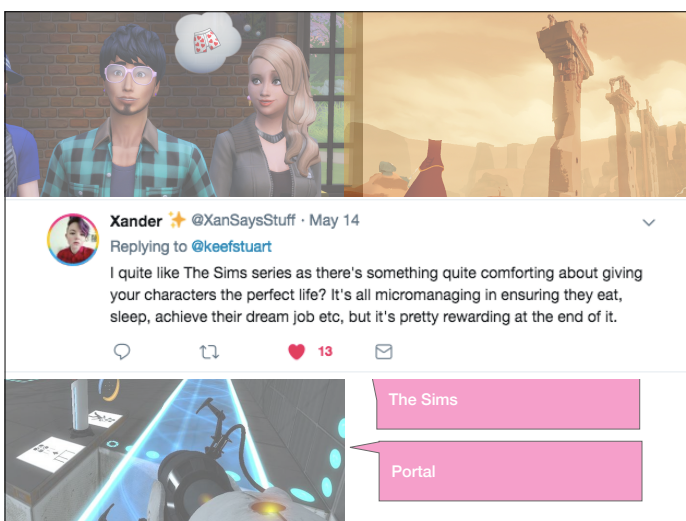 Xander ✨ @XanSaysStuff · May 14
Replying to @keefstuart
I quite like The Sims series as there's something quite comforting about giving
your characters the perfect life? It's all micromanaging in ensuring they eat,
sleep, achieve their dream job etc, but it's pretty rewarding at the end of it.
13
The Sims
Portal